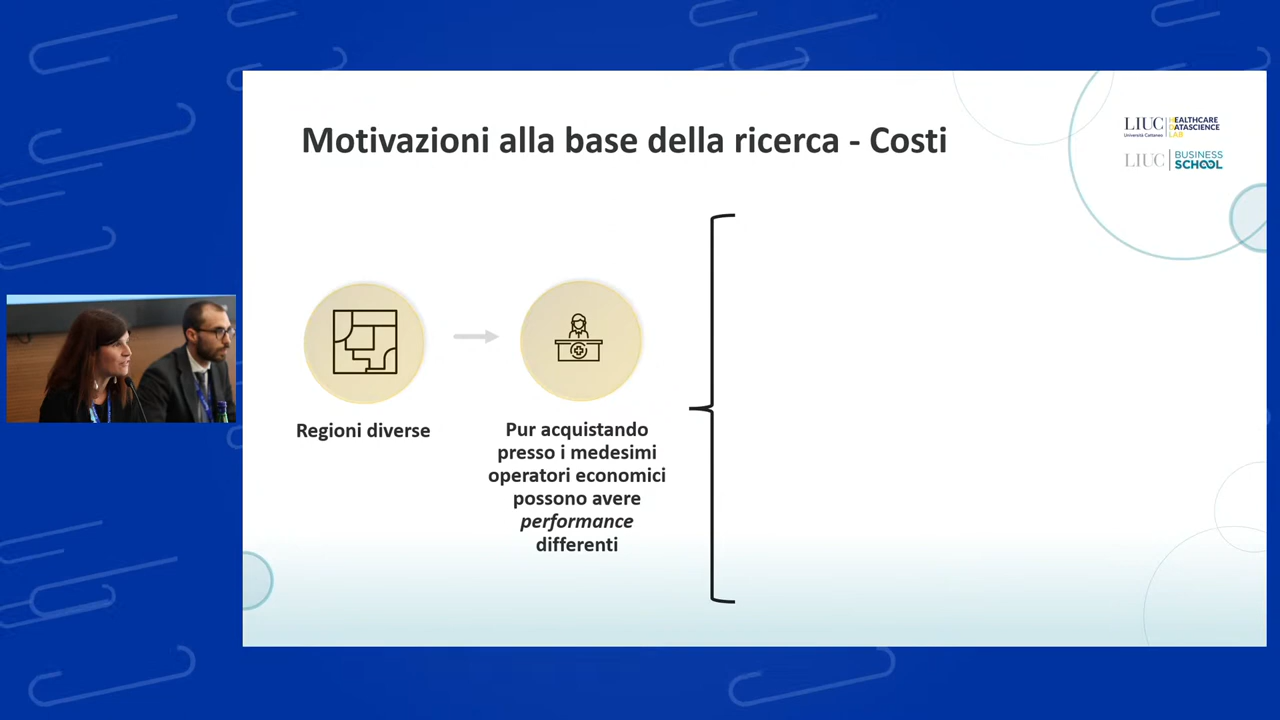 Motivazioni alla base della ricerca - Costi
LIUC
Università Cattaneo
HEALTHCARE
DATASCIENCE
LAB
LIUC
BUSINESS
SCHOOL
Regioni diverse
Pur acquistando
presso i medesimi
operatori economici
possono avere
performance
differenti